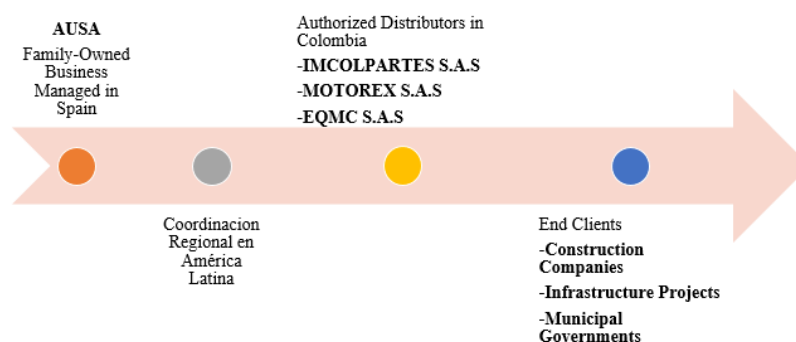 AUSA
Family-Owned
Business
Managed in
Spain
Coordinacion
Regional en
América
Latina
Authorized Distributors in
Colombia
-IMCOLPARTES S.A.S
-MOTOREX S.A.S
-EQMC S.A.S
End Clients
-Construction
Companies
-Infrastructure Projects
-Municipal
Governments